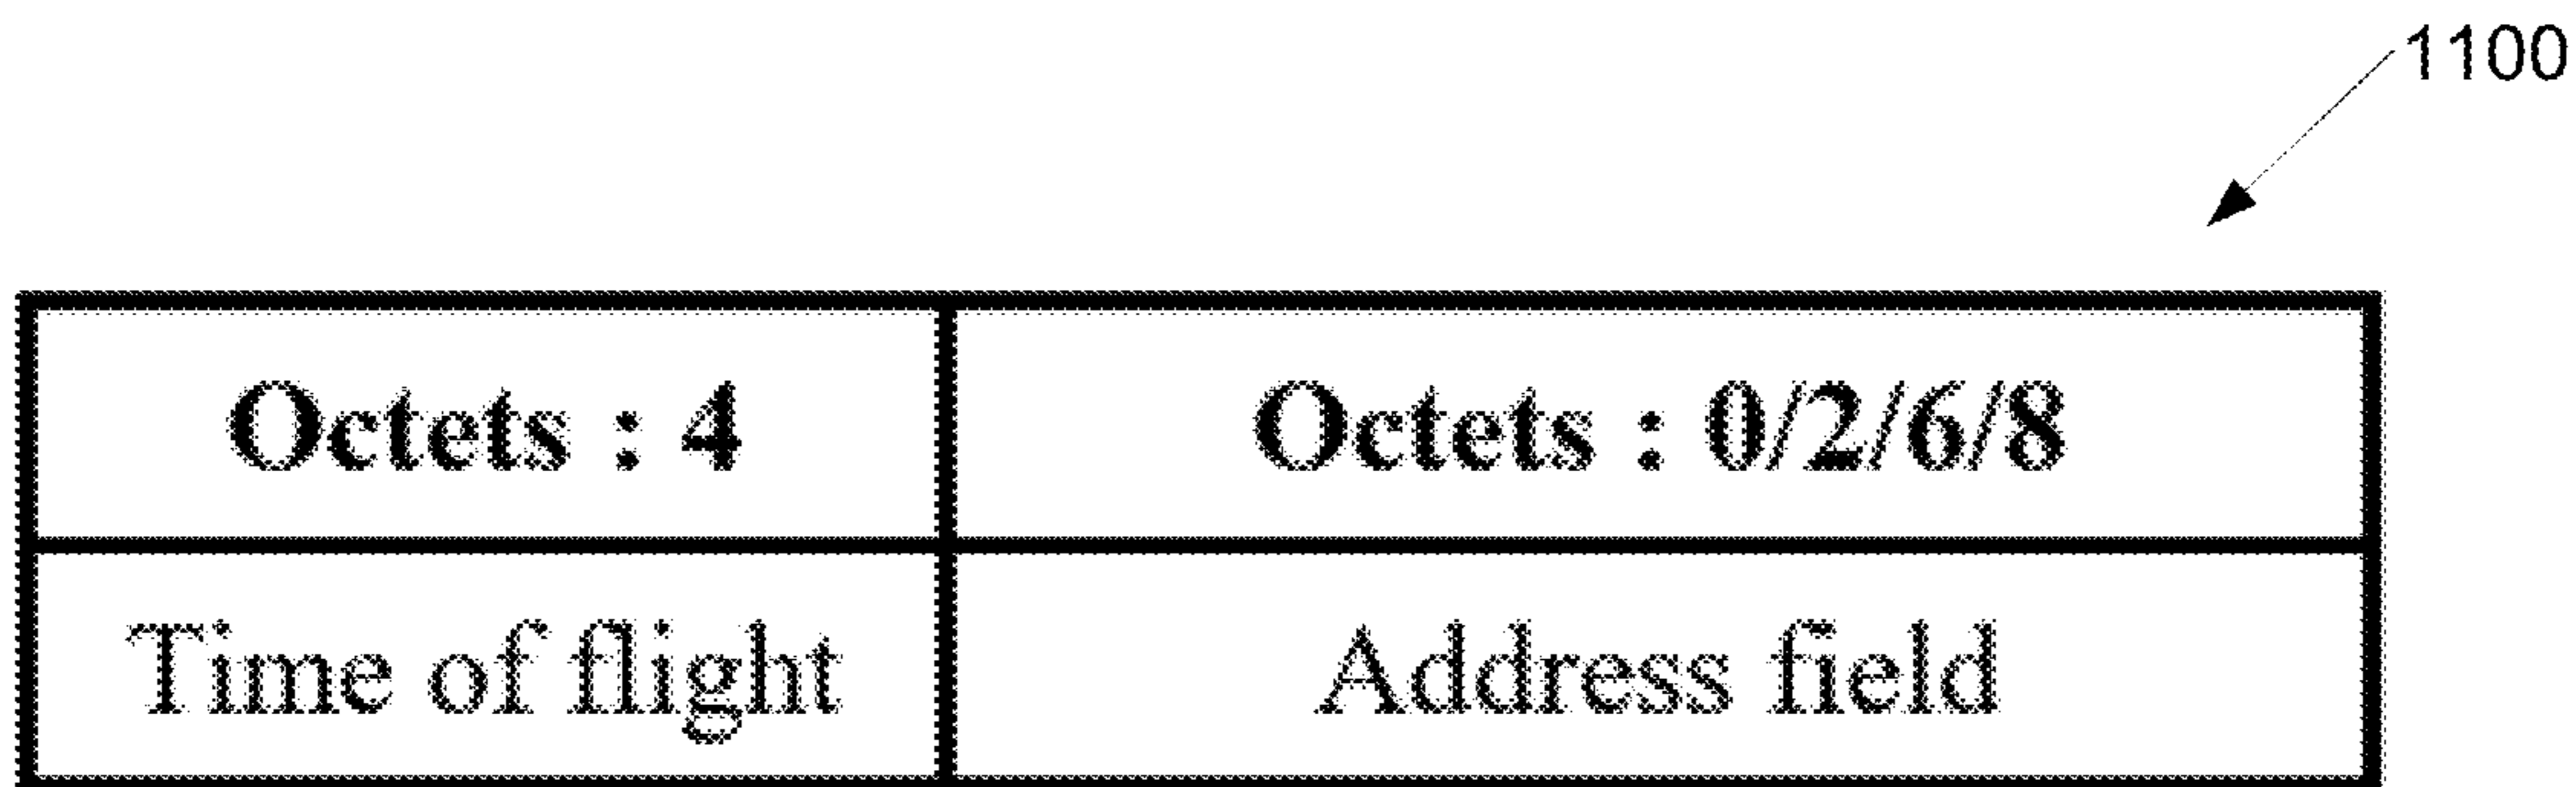 1100
Octets : 4 Octets : 0/2/6/8
Time of flight Address field